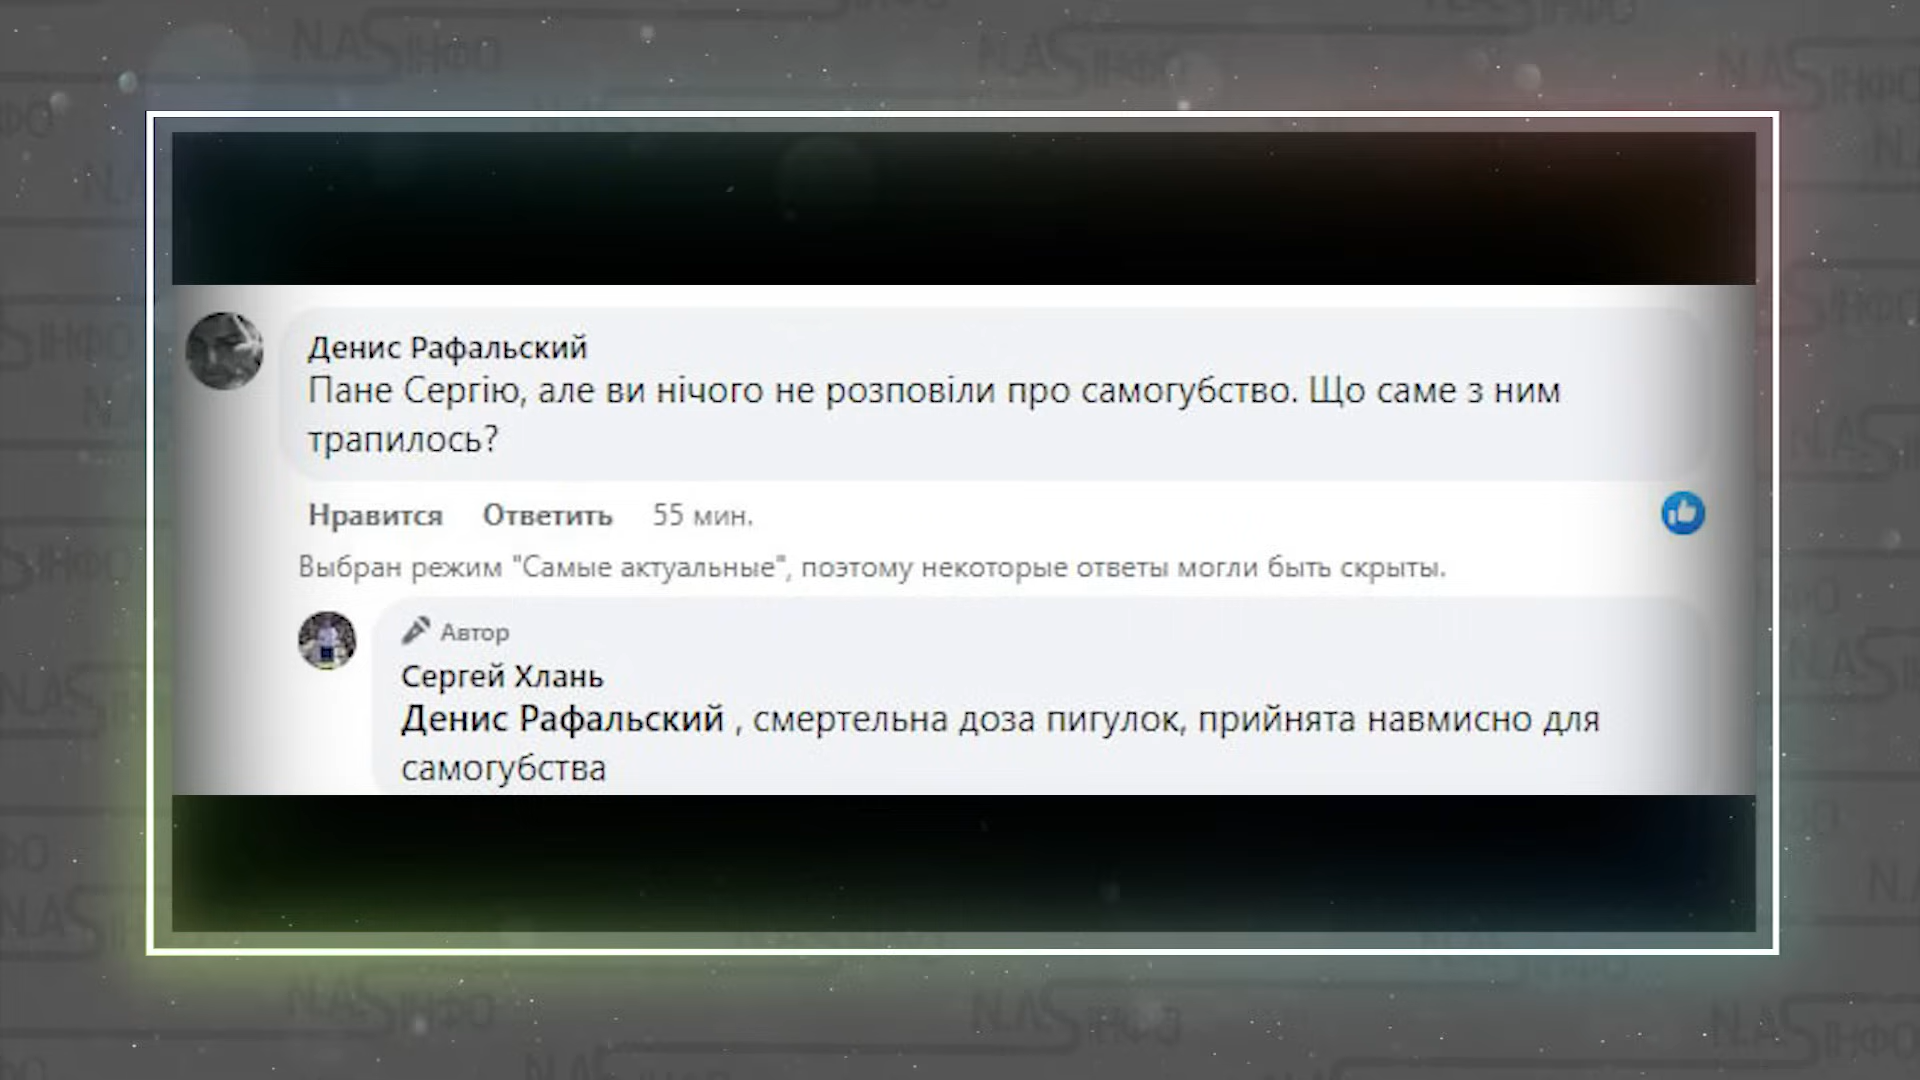 Денис Рафальский
Пане Сергію, але ви нічого не розповіли про самогубство. Що саме з ним
трапилось?
Нравится Ответить 55 мин.
Выбран режим "Самые актуальные", поэтому некоторые ответы могли быть скрыты.
Автор
Сергей Хлань
Денис Рафальский , смертельна доза пигулок, прийнята навмисно для
самогубства